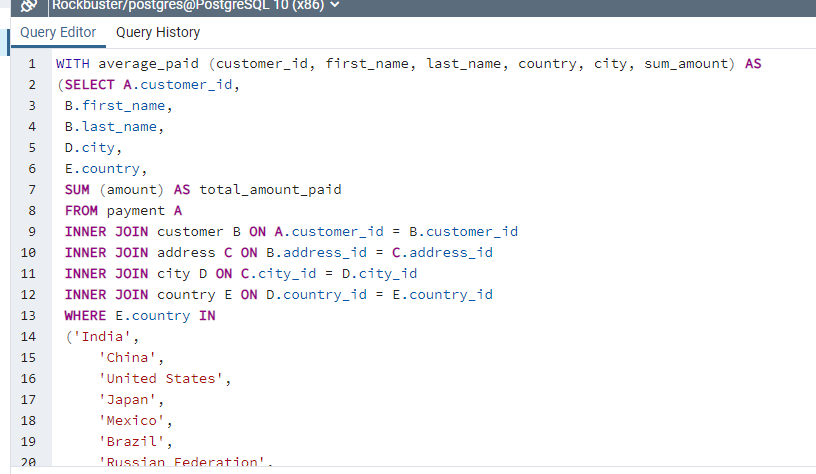 Rockbuster/postgres@PostgreSQL 10 (x86)
Query Editor Query History
1 WITH average_paid (customer_id, first_name, last_name, country, city, sum_amount) AS
2 (SELECT A.customer_id,
3 B.first_name,
4 B.last_name,
5 D.city,
6 E.country,
7 SUM (amount) AS total_amount_paid
8 FROM payment A
9 INNER JOIN customer B ON A.customer_id = B.customer_id
10 INNER JOIN address C ON B.address_id = C.address_id
11 INNER JOIN city D ON C.city_id = D.city_id
12 INNER JOIN country E ON D.country_id = E.country_id
13 WHERE E.country IN
14 ('India',
15 'China',
16 'United States',
17 'Japan',
18 'Mexico',
19 'Brazil',
20 'Russian Federation',